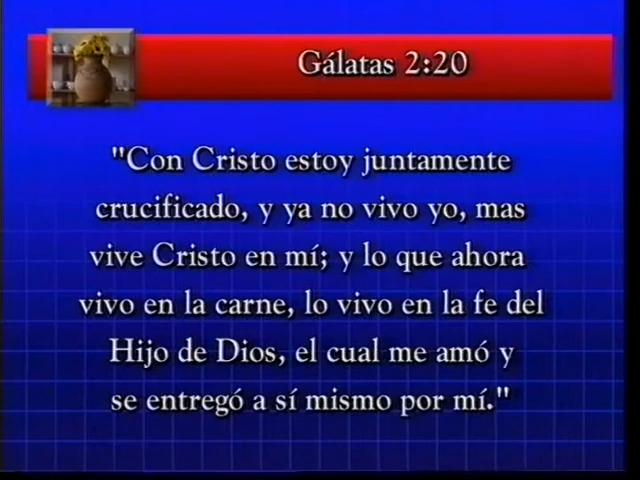 Gálatas 2:20
"Con Cristo estoy juntamente
crucificado, y ya no vivo yo, mas
vive Cristo en mí; y lo que ahora
vivo en la carne, lo vivo en la fe del
Hijo de Dios, el cual me amó y
se entregó a sí mismo por mí."